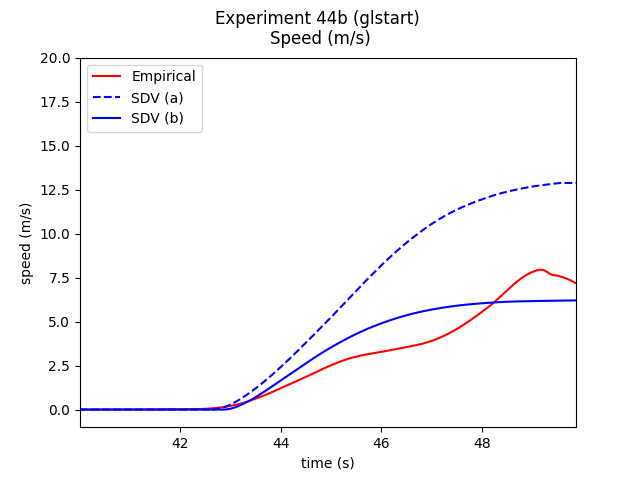 Experiment 44b (glstart)
Speed (m/s)
20.0
17.5
15.0
12.5
10.0
7.5
5.0
2.5
0.0
speed (m/s)
Empirical
SDV (a)
SDV (b)
42
44
46
48
time (s)